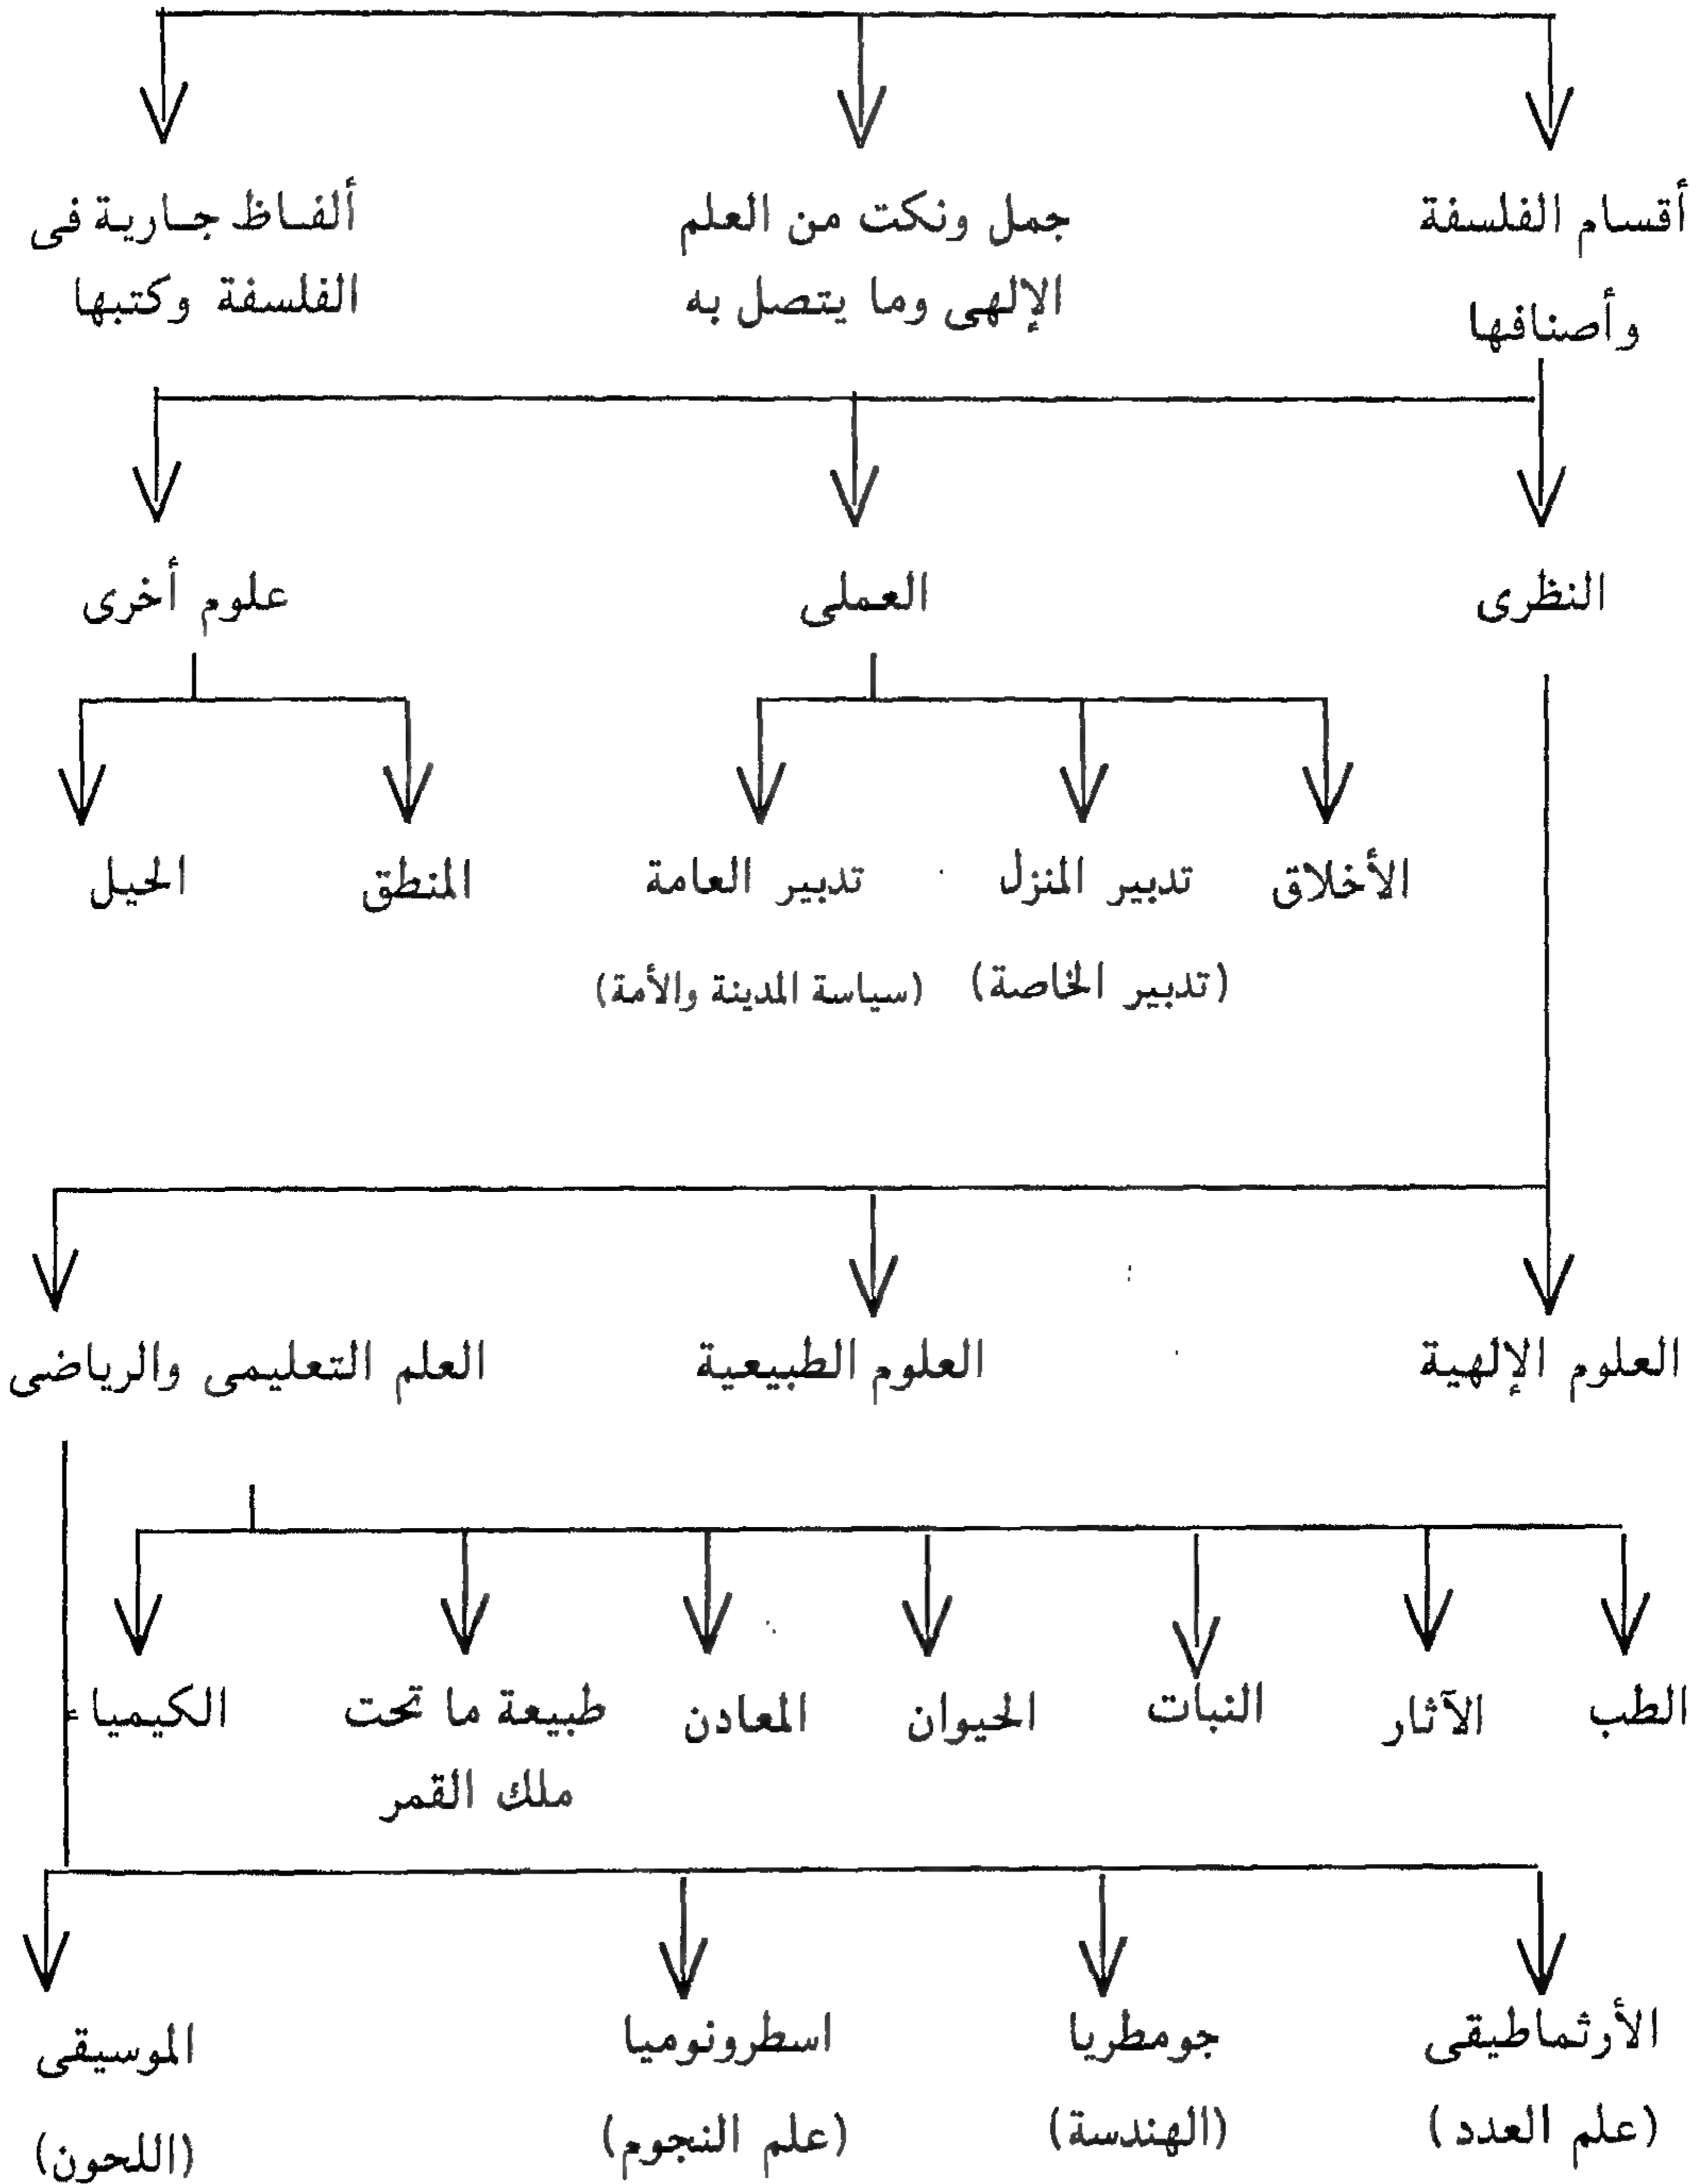 أقسام الفلسفة
وأصنافها
جمل ونكت من العلم
الإلهى وما يتصل به
ألفاظ جارية فى
الفلسفة وكتبها
النظرى
العملى
علوم أخرى
الأخلاق
تدبير المنزل
(تدبير الخاصة)
تدبير العامة
(سياسة المدينة والأمة)
المنطق
الحيل
العلوم الإلهية
العلوم الطبيعية
العلم التعليمى والرياضى
الطب
الآثار
النبات
الحيوان
المعادن
طبيعة ما تحت
ملك القمر
الكيمياء
الأرثماطيقى
(علم العدد)
جومطريا
(الهندسة)
اسطرونوميا
(علم النجوم)
الموسيقى
(اللحون)